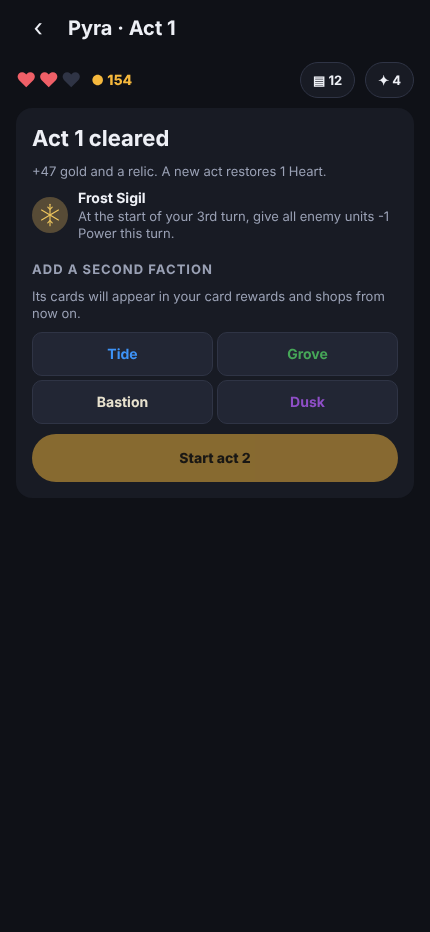 Pyra · Act 1
154
12
4
Act 1 cleared
+47 gold and a relic. A new act restores 1 Heart.
Frost Sigil
At the start of your 3rd turn, give all enemy units -1
Power this turn.
ADD A SECOND FACTION
Its cards will appear in your card rewards and shops from
now on.
Tide
Grove
Bastion
Dusk
Start act 2